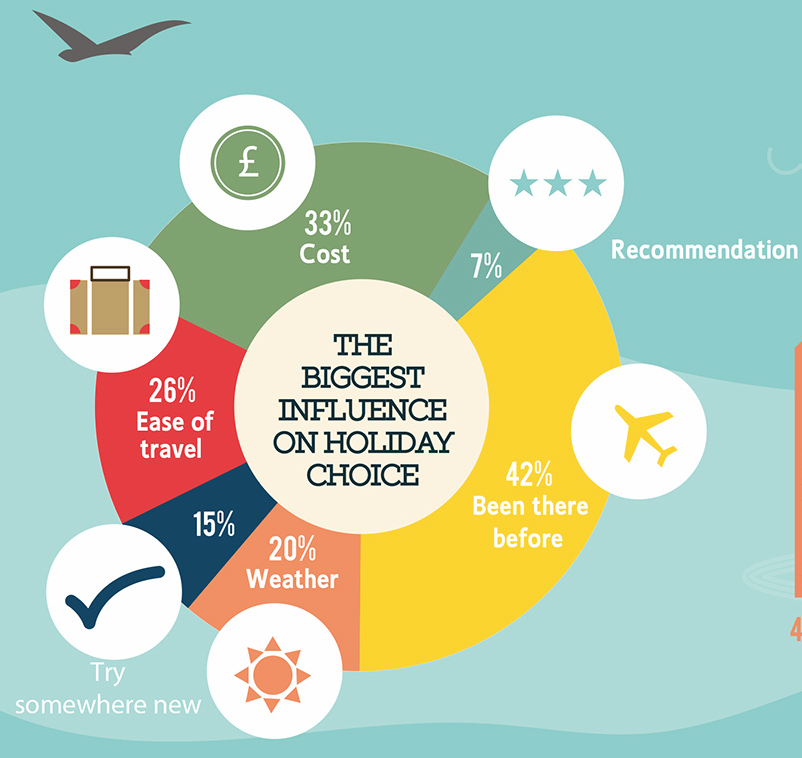 £
33%
Cost
7%
Recommendation
THE
BIGGEST
INFLUENCE
ON HOLIDAY
CHOICE
26%
Ease of
travel
42%
Been there
before
15%
20%
Weather
Try
somewhere new
4